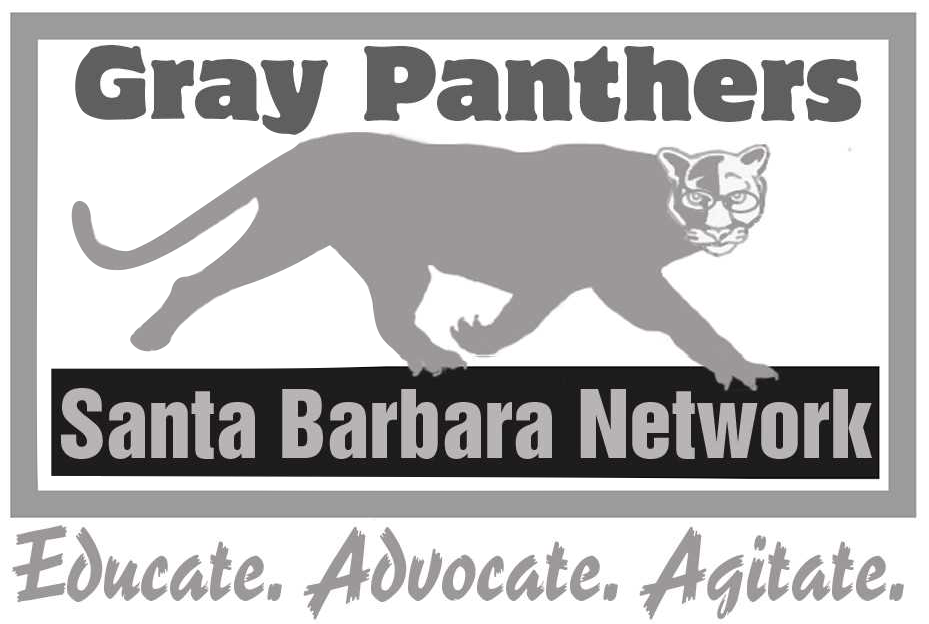 Gray Panthers
Santa Barbara Network
Educate. Advocate. Agitate.